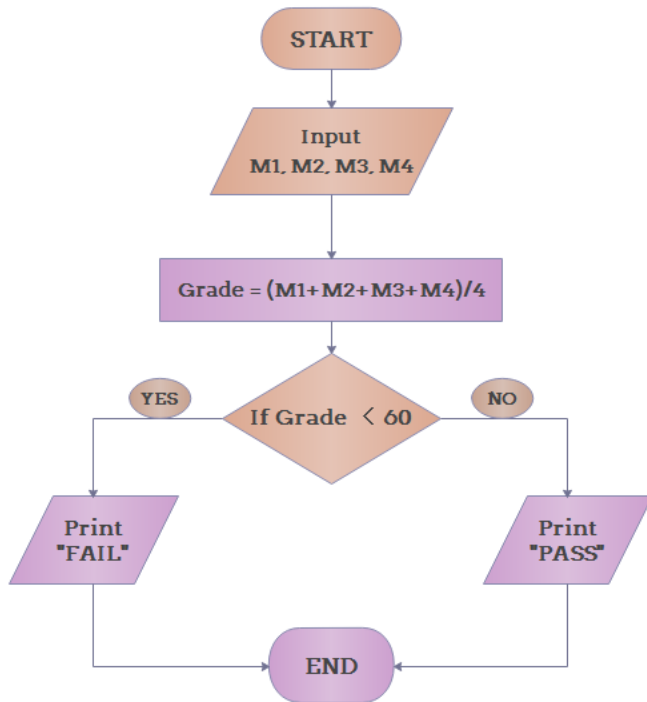 START
Input
M1, M2, M3, M4
Grade = (M1+M2+M3+M4)/4
If Grade < 60
YES
NO
Print
"FAIL"
Print
"PASS"
END